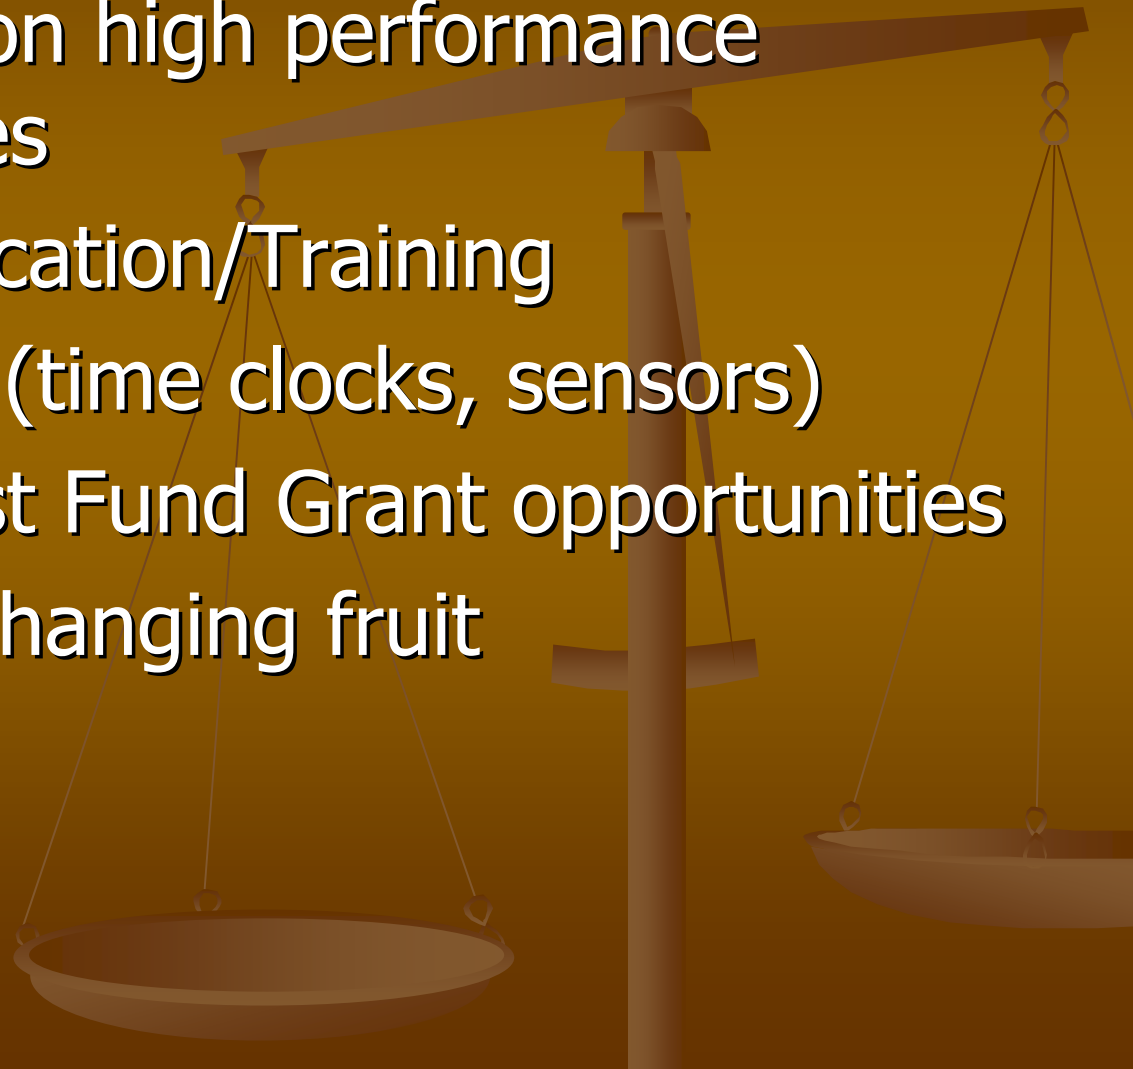 on high performance
es
cation/Training
(time clocks, sensors)
st Fund Grant opportunities
hanging fruit